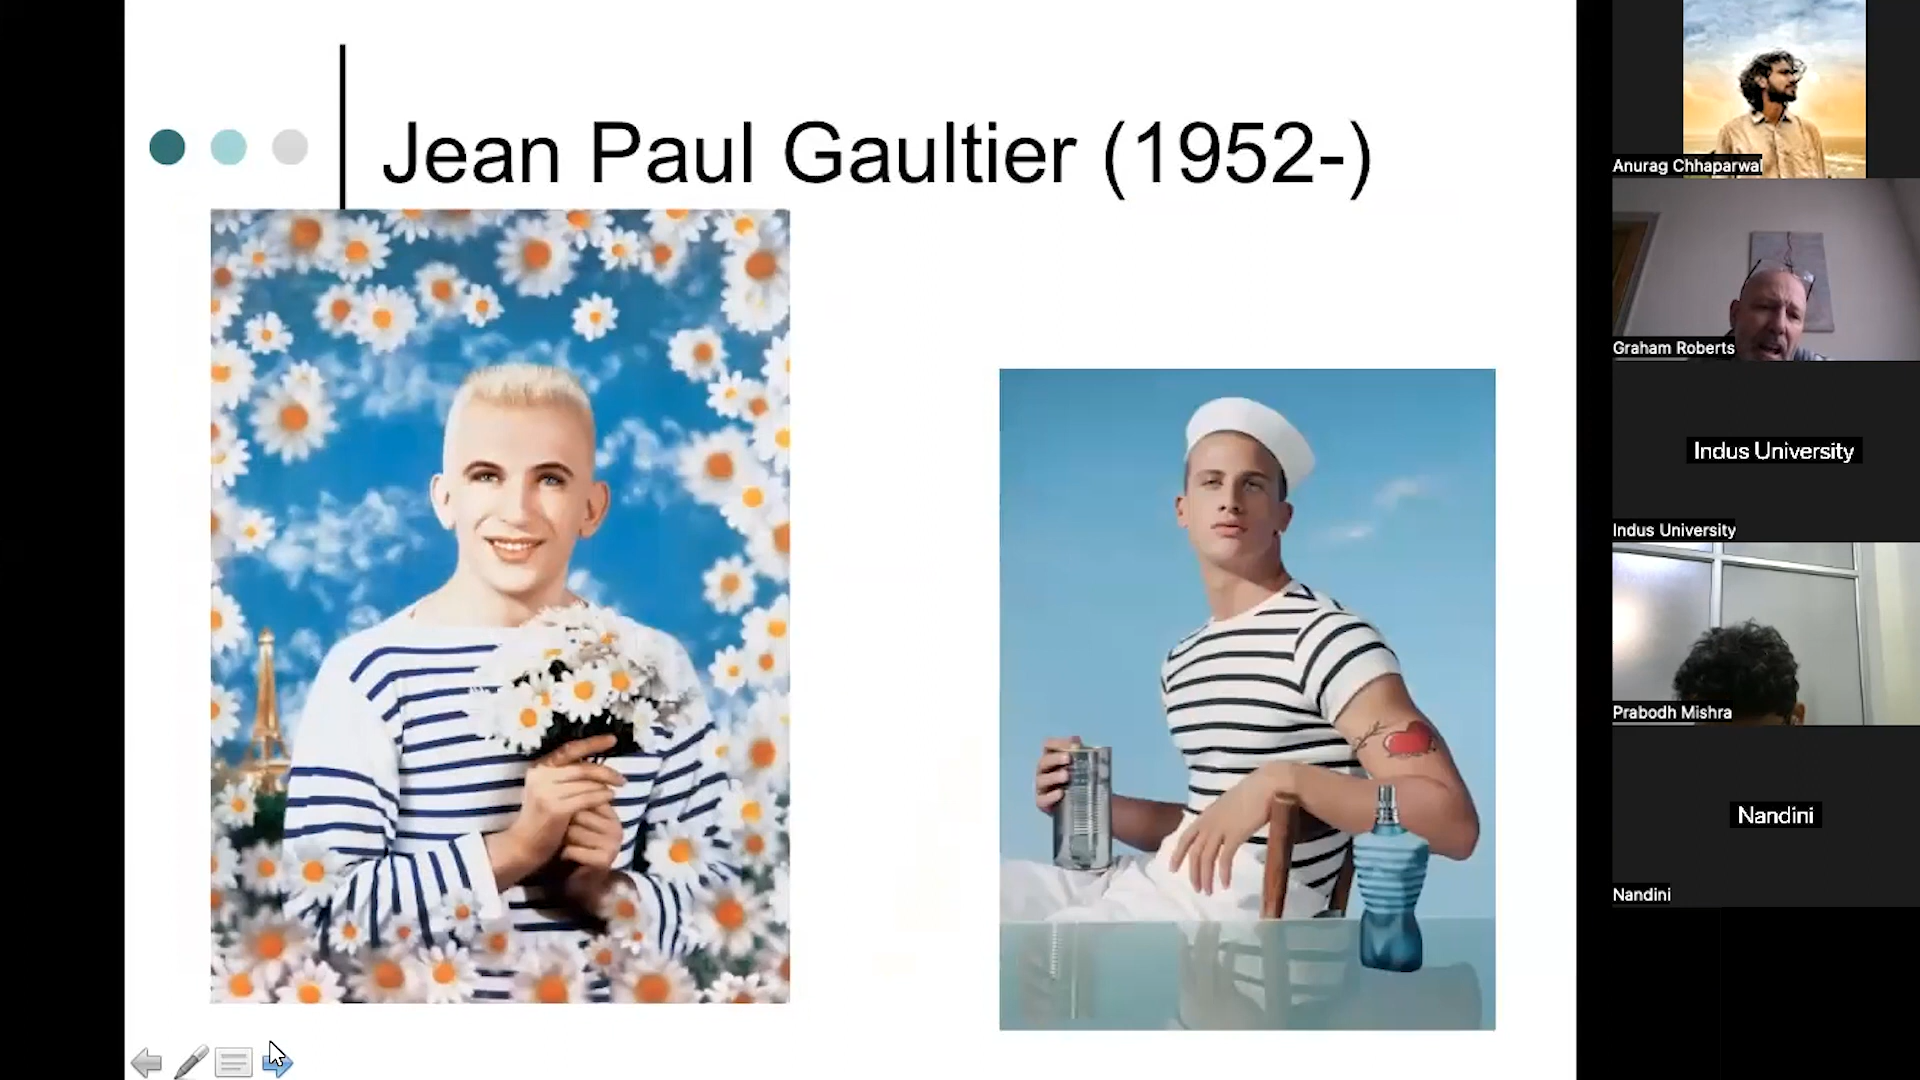 Jean Paul Gaultier (1952-)
Anurag Chhaparwal
Graham Roberts
Indus University
Indus University
Prabodh Mishra
Nandini
Nandini